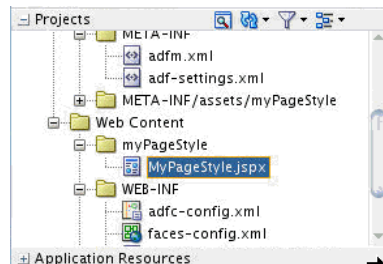 Projects
META-INF
adfm.xml
adf-settings.xml
META-INF/assets/myPageStyle
Web Content
myPageStyle
MyPageStyle.jspx
WEB-INF
adfc-config.xml
faces-config.xml
Application Resources